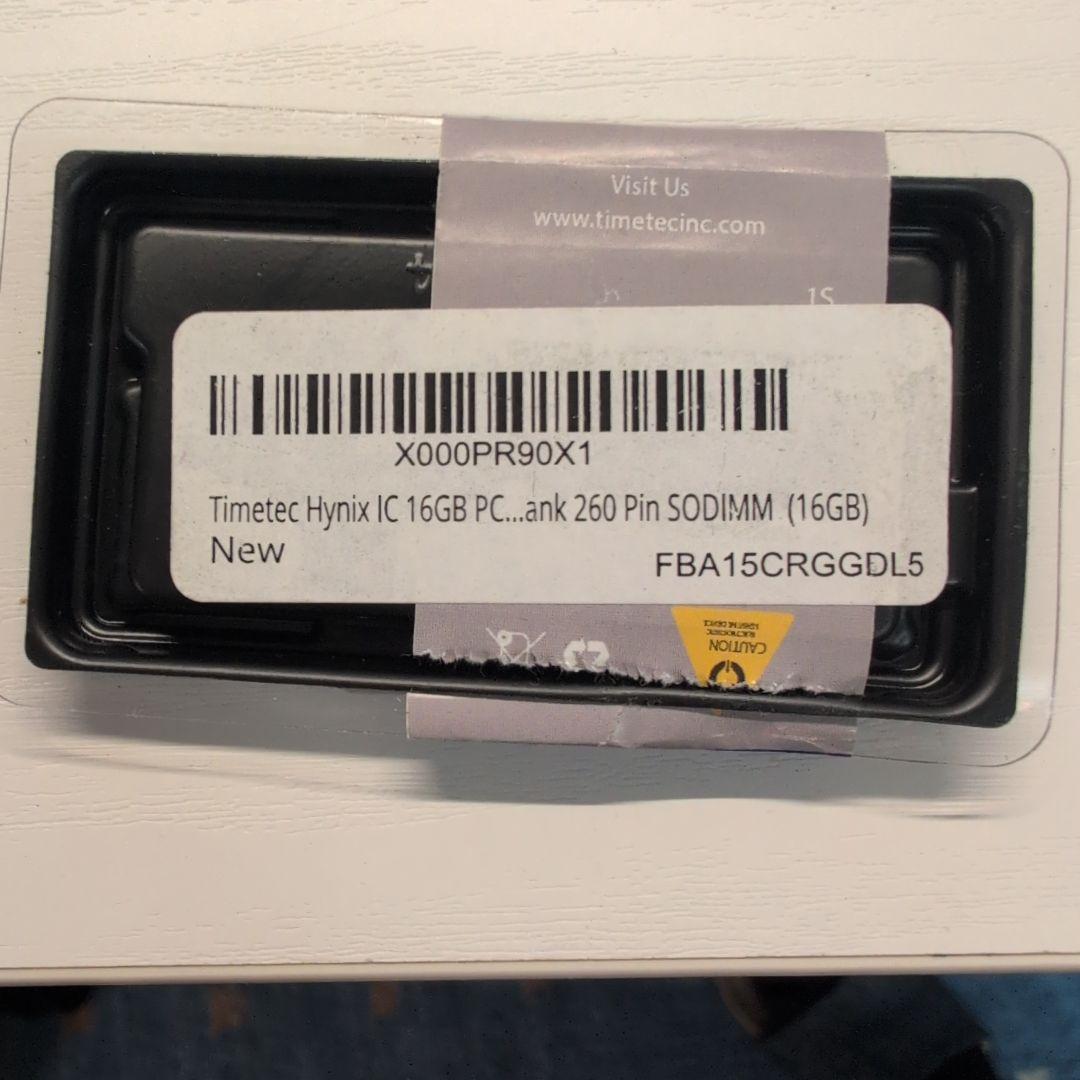 Visit Us
www.timetecinc.com
1S
X000PR90X1
Timetec Hynix IC 16GB PC...ank 260 Pin SODIMM (16GB)
New
FBA15CRGGDL5
CAUTION